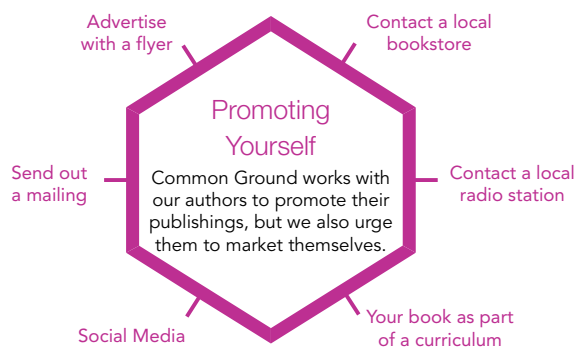 Advertise
with a flyer
Contact a local
bookstore
Promoting
Yourself
Common Ground works with
our authors to promote their
publishings, but we also urge
them to market themselves.
Send out
a mailing
Contact a local
radio station
Social Media
Your book as part
of a curriculum